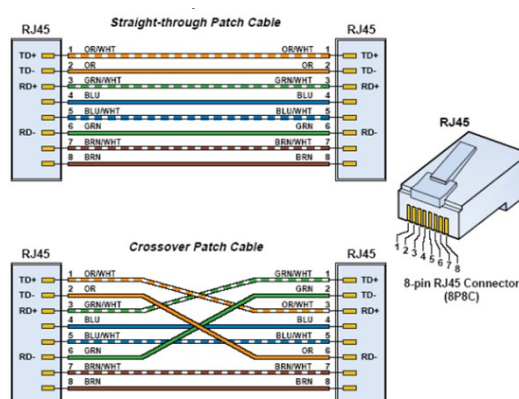 Straight-through Patch Cable
RJ45 RJ45
TD+ 1 OR/WHT OR/WHT 1 TD+
TD- 2 OR OR 2 TD-
RD+ 3 GRN/WHT GRN/WHT 3 RD+
4 BLU BLU 4
5 BLU/WHT BLU/WHT 5
RD- 6 GRN GRN 6 RD-
7 BRN/WHT BRN/WHT 7
8 BRN BRN 8
RJ45
1 2 3 4 5 6 7 8
8-pin RJ45 Connector
(8P8C)
Crossover Patch Cable
RJ45 RJ45
TD+ 1 OR/WHT GRN/WHT 1 TD+
TD- 2 OR GRN 2 TD-
RD+ 3 GRN/WHT OR/WHT 3 RD+
4 BLU BLU 4
5 BLU/WHT BLU/WHT 5
RD- 6 GRN OR 6 RD-
7 BRN/WHT BRN/WHT 7
8 BRN BRN 8